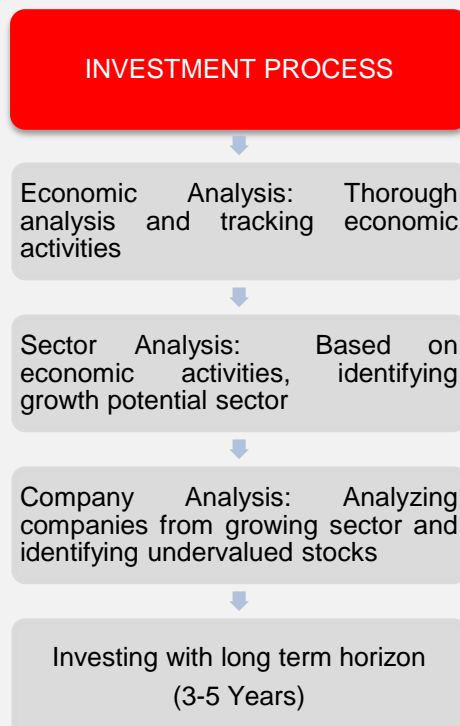 INVESTMENT PROCESS
Economic Analysis: Thorough
analysis and tracking economic
activities
Sector Analysis: Based on
economic activities, identifying
growth potential sector
Company Analysis: Analyzing
companies from growing sector and
identifying undervalued stocks
Investing with long term horizon
(3-5 Years)